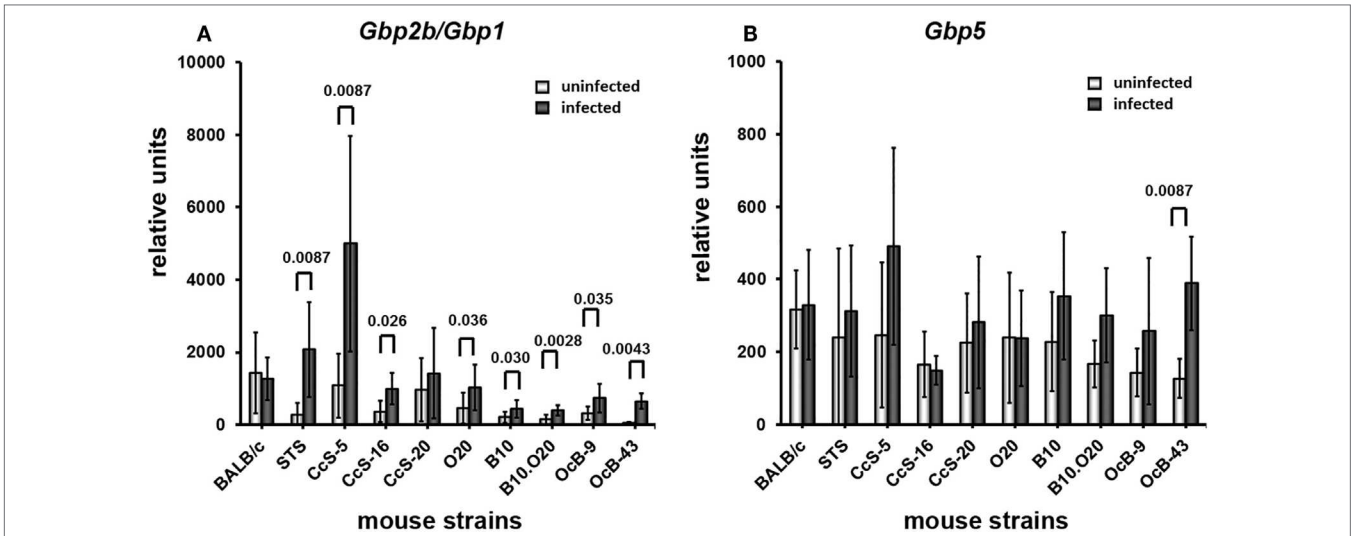 A
Gbp2b/Gbp1
relative units
10000
8000
6000
4000
2000
0
uninfected
infected
0.0087
0.0087
0.026
0.036
0.030
0.0028
0.035
0.0043
BALB/c
STS
CcS-5
CcS-16
CcS-20
O20
B10
B10.O20
OcB-9
OcB-43
mouse strains
B
Gbp5
relative units
1000
800
600
400
200
0
uninfected
infected
0.0087
BALB/c
STS
CcS-5
CcS-16
CcS-20
O20
B10
B10.O20
OcB-9
OcB-43
mouse strains